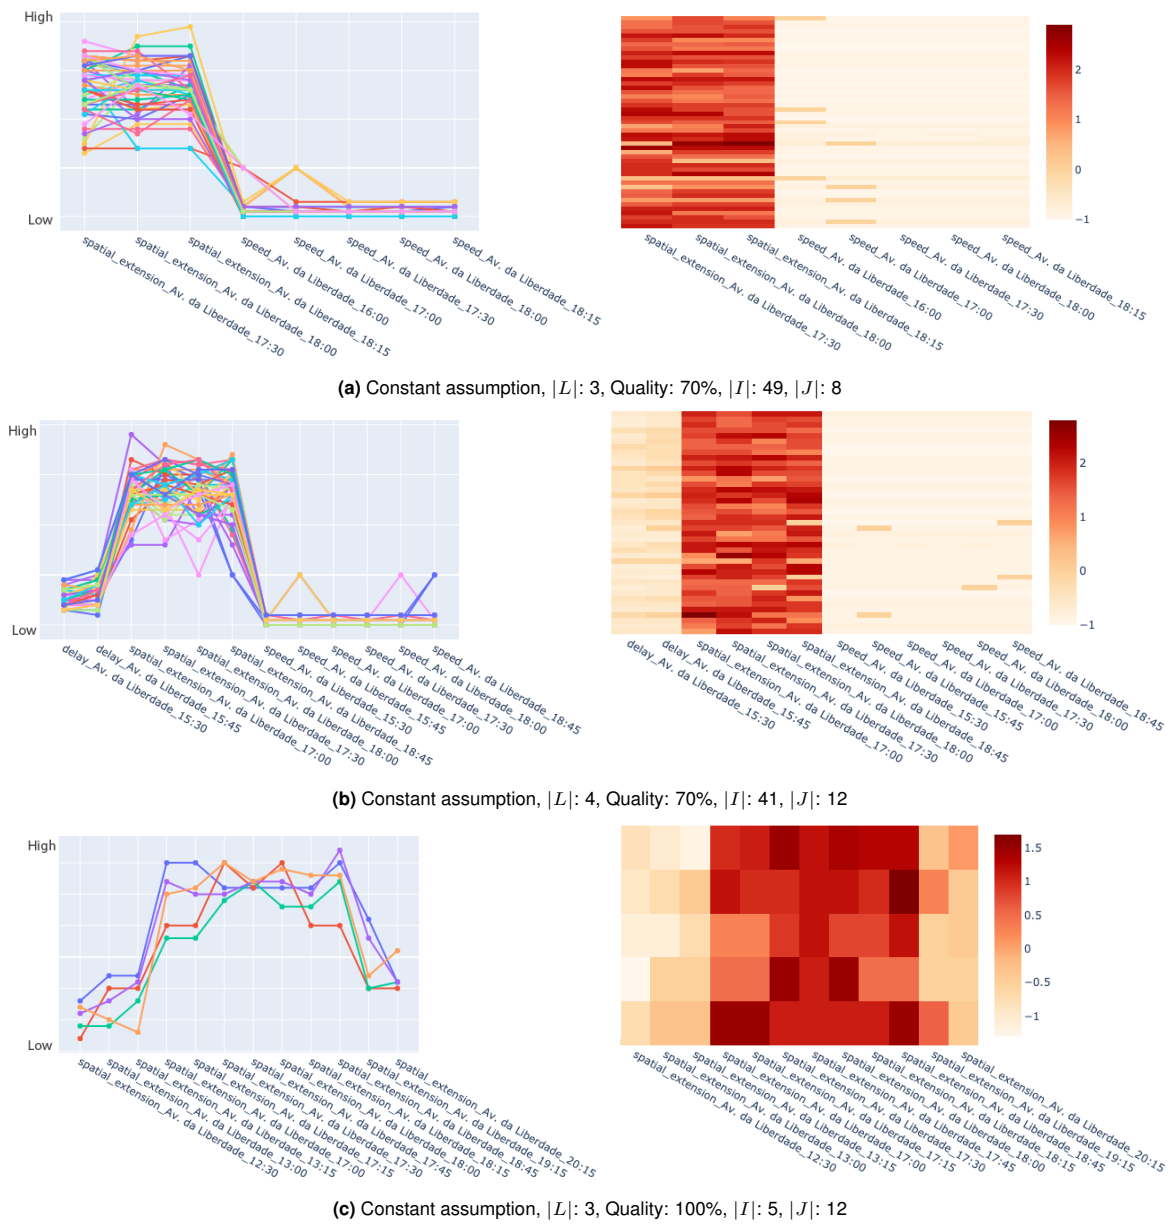 High
Low
spatial_extension_Av. da Liberdade_17:30
spatial_extension_Av. da Liberdade_18:00
spatial_extension_Av. da Liberdade_18:15
speed_Av. da Liberdade_16:00
speed_Av. da Liberdade_17:00
speed_Av. da Liberdade_17:30
speed_Av. da Liberdade_18:00
speed_Av. da Liberdade_18:15
2
1
0
−1
spatial_extension_Av. da Liberdade_17:30
spatial_extension_Av. da Liberdade_18:00
spatial_extension_Av. da Liberdade_18:15
speed_Av. da Liberdade_16:00
speed_Av. da Liberdade_17:00
speed_Av. da Liberdade_17:30
speed_Av. da Liberdade_18:00
speed_Av. da Liberdade_18:15
(a) Constant assumption, |L|: 3, Quality: 70%, |I|: 49, |J|: 8
High
Low
delay_Av. da Liberdade_15:30
delay_Av. da Liberdade_15:45
spatial_extension_Av. da Liberdade_17:00
spatial_extension_Av. da Liberdade_17:30
spatial_extension_Av. da Liberdade_18:00
spatial_extension_Av. da Liberdade_18:45
speed_Av. da Liberdade_15:30
speed_Av. da Liberdade_15:45
speed_Av. da Liberdade_17:00
speed_Av. da Liberdade_17:30
speed_Av. da Liberdade_18:00
speed_Av. da Liberdade_18:45
2
1
0
−1
delay_Av. da Liberdade_15:30
delay_Av. da Liberdade_15:45
spatial_extension_Av. da Liberdade_17:00
spatial_extension_Av. da Liberdade_17:30
spatial_extension_Av. da Liberdade_18:00
spatial_extension_Av. da Liberdade_18:45
speed_Av. da Liberdade_15:30
speed_Av. da Liberdade_15:45
speed_Av. da Liberdade_17:00
speed_Av. da Liberdade_17:30
speed_Av. da Liberdade_18:00
speed_Av. da Liberdade_18:45
(b) Constant assumption, |L|: 4, Quality: 70%, |I|: 41, |J|: 12
High
Low
spatial_extension_Av. da Liberdade_12:30
spatial_extension_Av. da Liberdade_13:00
spatial_extension_Av. da Liberdade_13:15
spatial_extension_Av. da Liberdade_17:00
spatial_extension_Av. da Liberdade_17:15
spatial_extension_Av. da Liberdade_17:30
spatial_extension_Av. da Liberdade_17:45
spatial_extension_Av. da Liberdade_18:00
spatial_extension_Av. da Liberdade_18:15
spatial_extension_Av. da Liberdade_18:45
spatial_extension_Av. da Liberdade_19:15
spatial_extension_Av. da Liberdade_20:15
1.5
1
0.5
0
−0.5
−1
spatial_extension_Av. da Liberdade_12:30
spatial_extension_Av. da Liberdade_13:00
spatial_extension_Av. da Liberdade_13:15
spatial_extension_Av. da Liberdade_17:00
spatial_extension_Av. da Liberdade_17:15
spatial_extension_Av. da Liberdade_17:30
spatial_extension_Av. da Liberdade_17:45
spatial_extension_Av. da Liberdade_18:00
spatial_extension_Av. da Liberdade_18:15
spatial_extension_Av. da Liberdade_18:45
spatial_extension_Av. da Liberdade_19:15
spatial_extension_Av. da Liberdade_20:15
(c) Constant assumption, |L|: 3, Quality: 100%, |I|: 5, |J|: 12